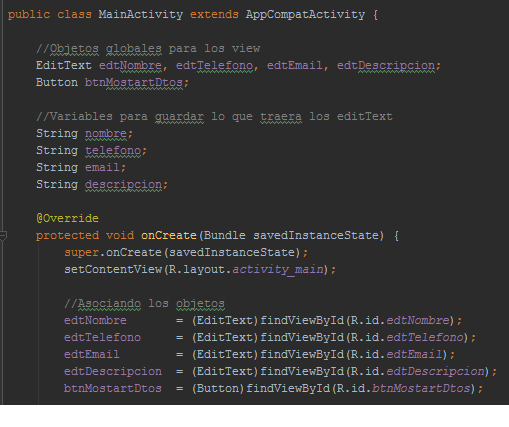 public class MainActivity extends AppCompatActivity {
//Objetos globales para los view
EditText edtNombre, edtTelefono, edtEmail, edtDescripcion;
Button btnMostartDtos;
//Variables para guardar lo que traera los editText
String nombre;
String telefono;
String email;
String descripcion;
@Override
protected void onCreate(Bundle savedInstanceState) {
super.onCreate(savedInstanceState);
setContentView(R.layout.activity_main);
//Asociando los objetos
edtNombre = (EditText)findViewById(R.id.edtNombre);
edtTelefono = (EditText)findViewById(R.id.edtTelefono);
edtEmail = (EditText)findViewById(R.id.edtEmail);
edtDescripcion = (EditText)findViewById(R.id.edtDescripcion);
btnMostartDtos = (Button)findViewById(R.id.btnMostartDtos);